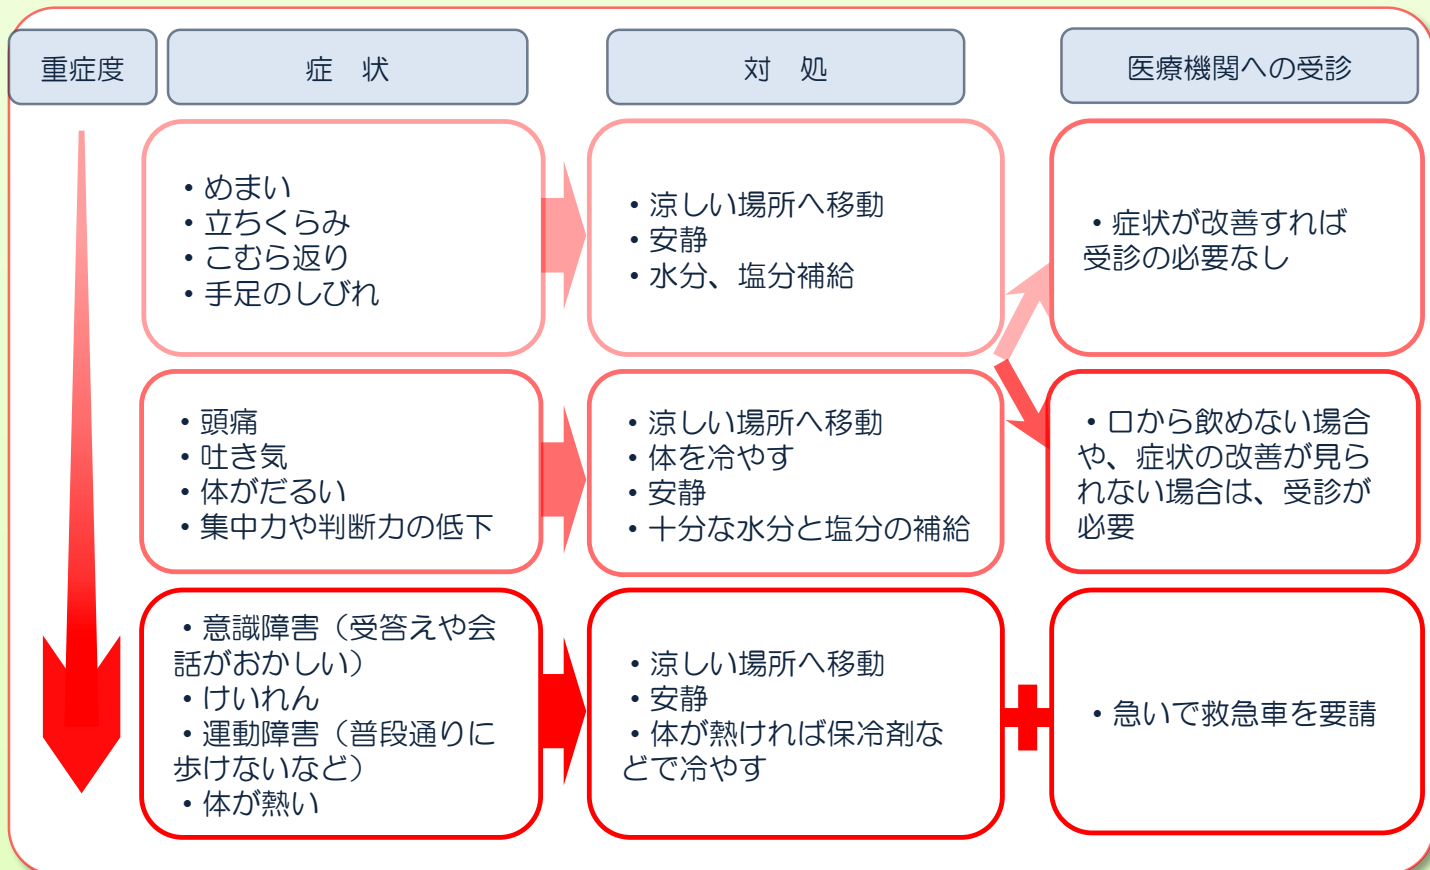 重症度
症　状
対　処
医療機関への受診
・めまい
・立ちくらみ
・こむら返り
・手足のしびれ
・涼しい場所へ移動
・安静
・水分、塩分補給
・症状が改善すれば
受診の必要なし
・頭痛
・吐き気
・体がだるい
・集中力や判断力の低下
・涼しい場所へ移動
・体を冷やす
・安静
・十分な水分と塩分の補給
・口から飲めない場合
や、症状の改善が見ら
れない場合は、受診が
必要
・意識障害（受答えや会
話がおかしい）
・けいれん
・運動障害（普段通りに
歩けないなど）
・体が熱い
・涼しい場所へ移動
・安静
・体が熱ければ保冷剤な
どで冷やす
・急いで救急車を要請